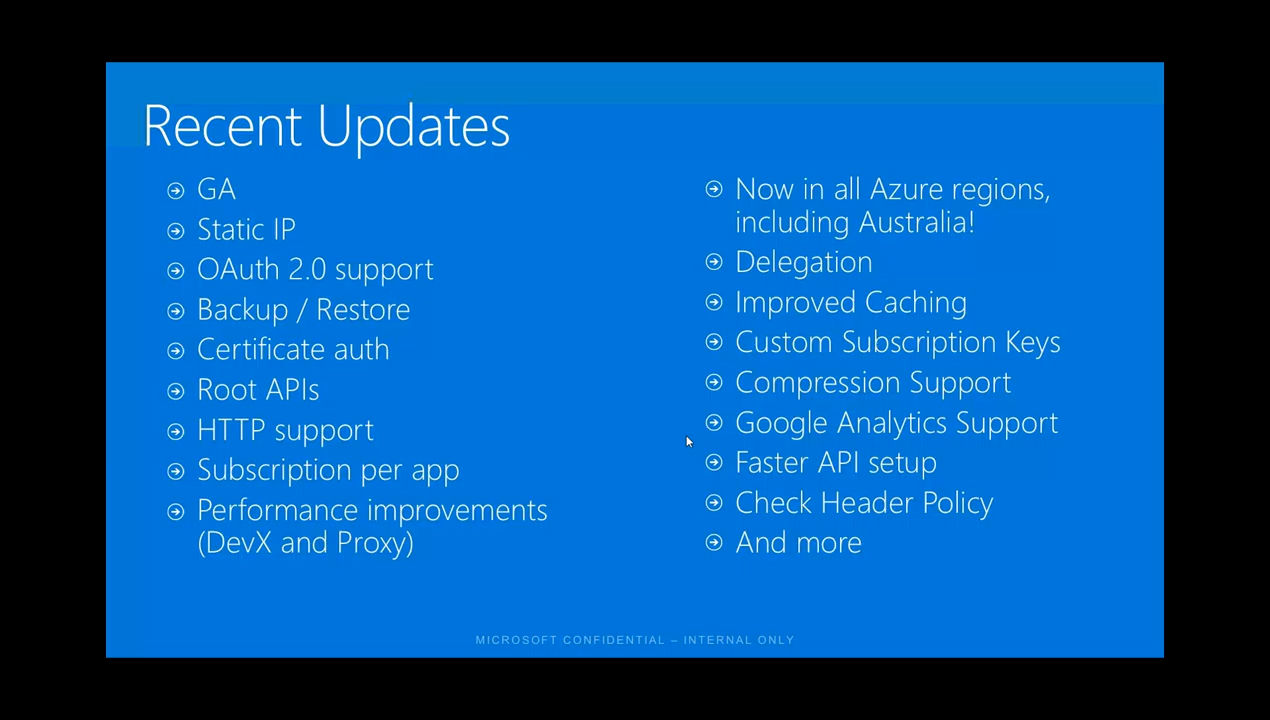 Recent Updates
GA
Static IP
OAuth 2.0 support
Backup / Restore
Certificate auth
Root APIs
HTTP support
Subscription per app
Performance improvements
(DevX and Proxy)
Now in all Azure regions,
including Australia!
Delegation
Improved Caching
Custom Subscription Keys
Compression Support
Google Analytics Support
Faster API setup
Check Header Policy
And more
MICROSOFT CONFIDENTIAL – INTERNAL ONLY